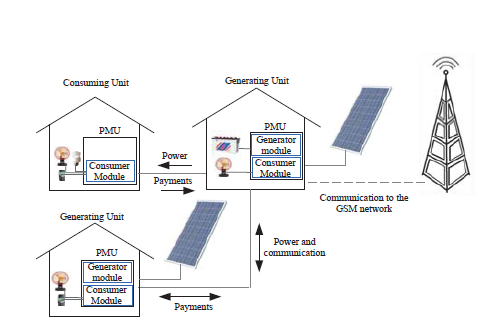 Consuming Unit
Generating Unit
PMU
Consumer
Module
Power
Payments
PMU
Generator
module
Consumer
Module
Communication to the
GSM network
Generating Unit
PMU
Generator
module
Consumer
Module
Power and
communication
Payments